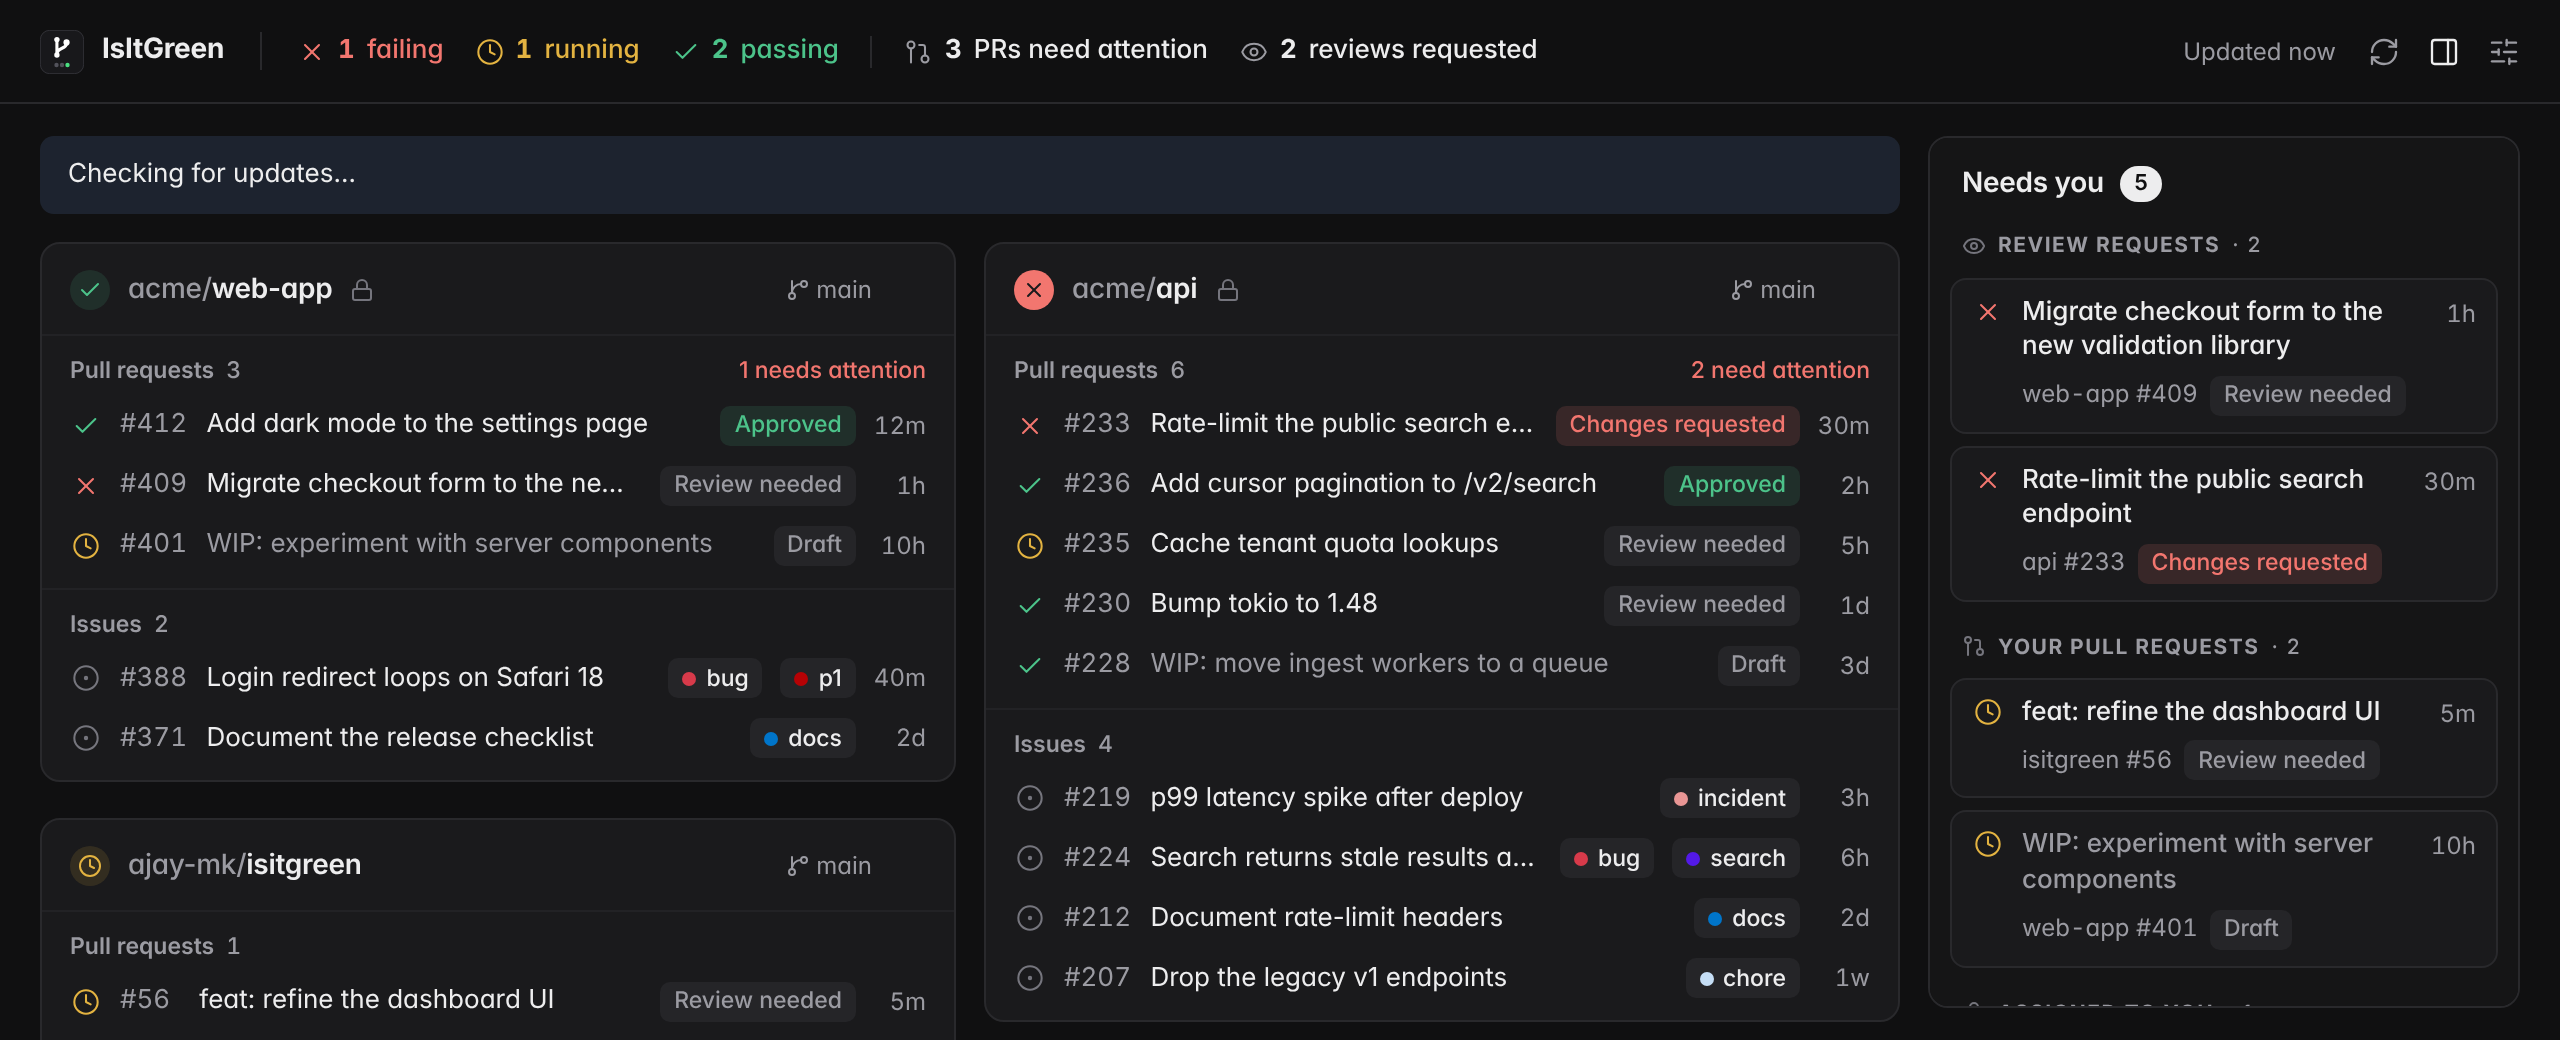 IsItGreen 1 failing 1 running 2 passing 3 PRs need attention 2 reviews requested Updated now
Checking for updates...
acme/web-app main
Pull requests 3 1 needs attention
#412 Add dark mode to the settings page Approved 12m
#409 Migrate checkout form to the ne... Review needed 1h
#401 WIP: experiment with server components Draft 10h
Issues 2
#388 Login redirect loops on Safari 18 bug p1 40m
#371 Document the release checklist docs 2d
ajay-mk/isitgreen main
Pull requests 1
#56 feat: refine the dashboard UI Review needed 5m
acme/api main
Pull requests 6 2 need attention
#233 Rate-limit the public search e... Changes requested 30m
#236 Add cursor pagination to /v2/search Approved 2h
#235 Cache tenant quota lookups Review needed 5h
#230 Bump tokio to 1.48 Review needed 1d
#228 WIP: move ingest workers to a queue Draft 3d
Issues 4
#219 p99 latency spike after deploy incident 3h
#224 Search returns stale results a... bug search 6h
#212 Document rate-limit headers docs 2d
#207 Drop the legacy v1 endpoints chore 1w
Needs you 5
REVIEW REQUESTS · 2
Migrate checkout form to the 1h
new validation library
web-app #409 Review needed
Rate-limit the public search 30m
endpoint
api #233 Changes requested
YOUR PULL REQUESTS · 2
feat: refine the dashboard UI 5m
isitgreen #56 Review needed
WIP: experiment with server 10h
components
web-app #401 Draft